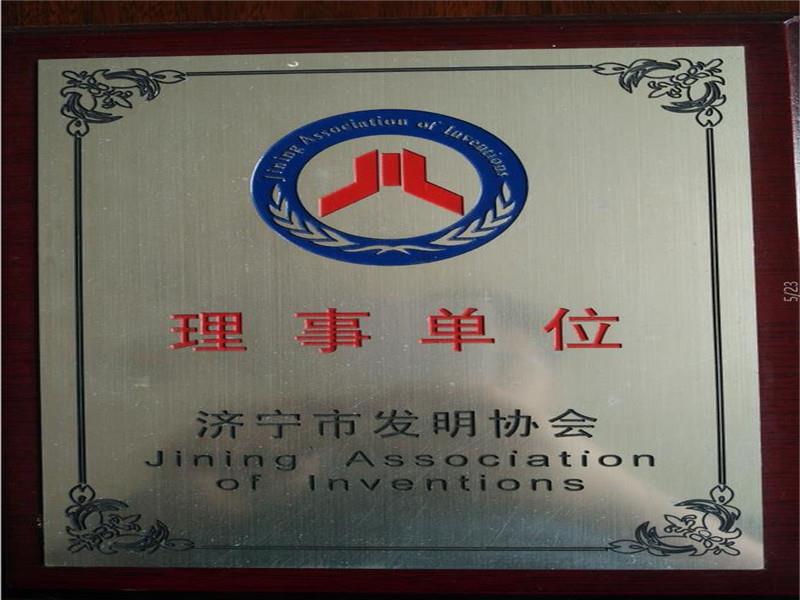 Jining Association of Inventions
理事单位
济宁市发明协会
Jining Association
of Inventions
5/23